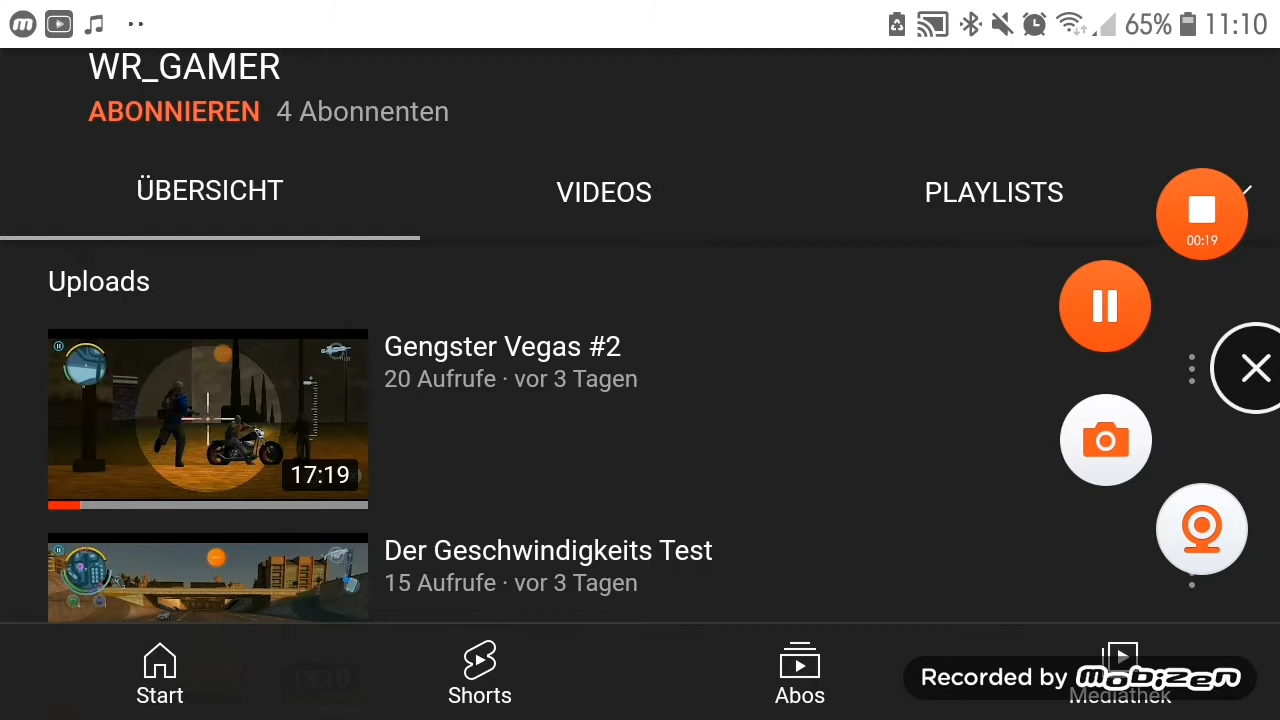 65% 11:10
WR_GAMER
ABONNIEREN 4 Abonnenten
ÜBERSICHT VIDEOS PLAYLISTS
00:19
Uploads
17:19
Gengster Vegas #2
20 Aufrufe · vor 3 Tagen
Der Geschwindigkeits Test
15 Aufrufe · vor 3 Tagen
13:10
Start Shorts Abos Mediathek
Recorded by mobizen